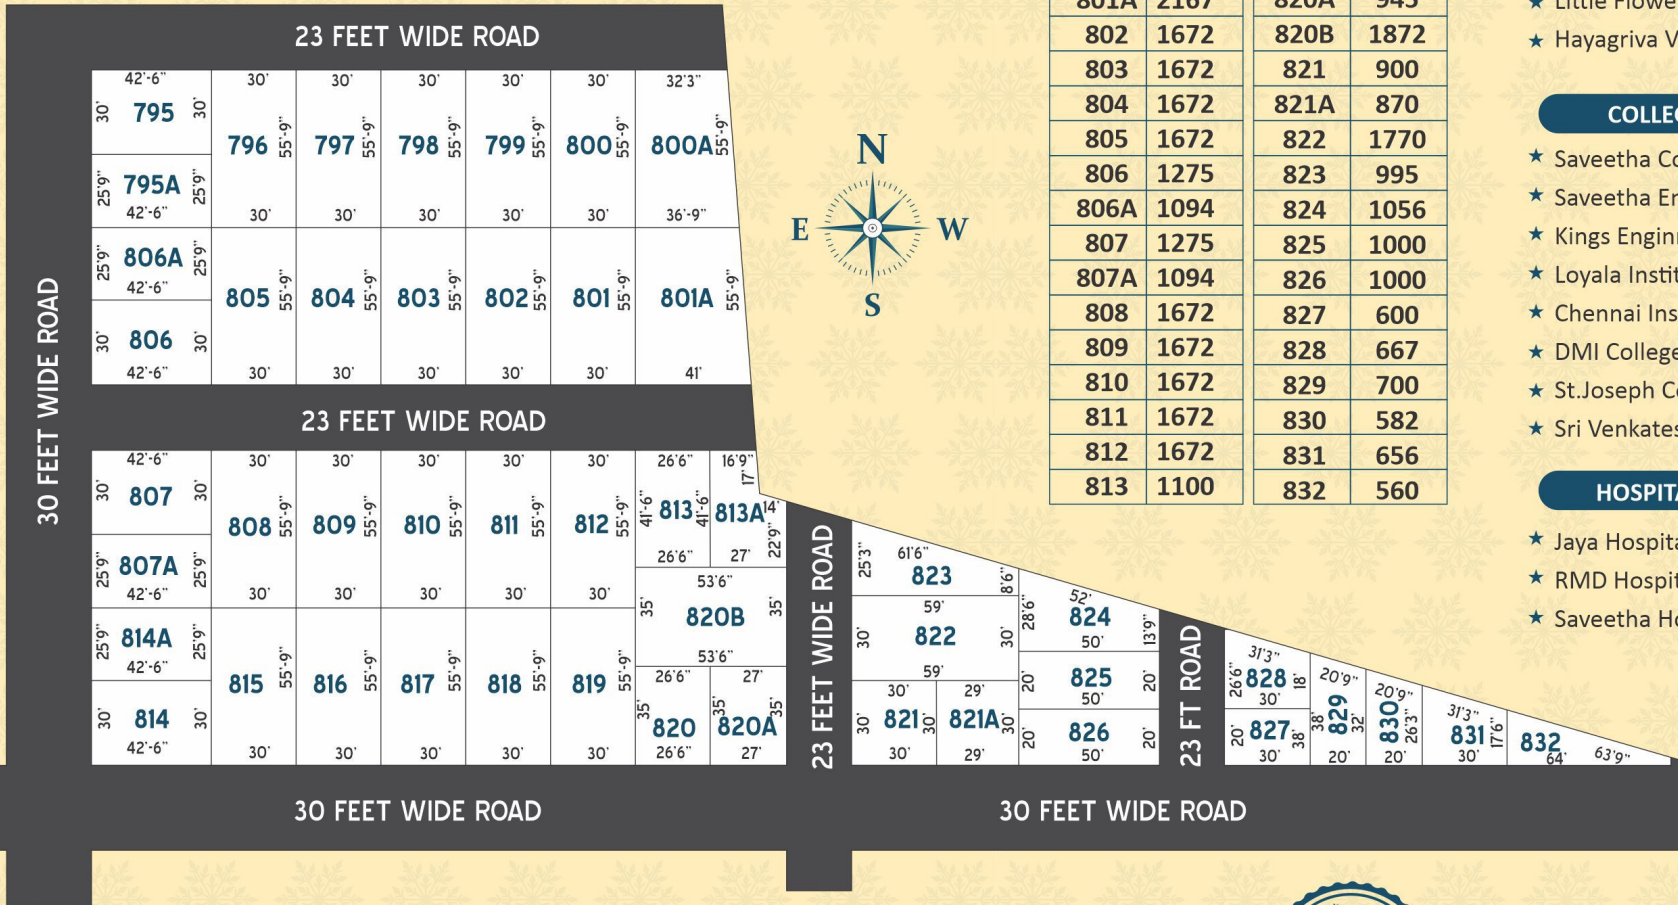 23 FEET WIDE ROAD
42'-6" 30' 30' 30' 30' 30' 32'3"
30' 795 30'
796 55'-9" 797 55'-9" 798 55'-9" 799 55'-9" 800 55'-9" 800A 55'-9"
25'9" 795A 25'9"
42'-6" 30' 30' 30' 30' 30' 36'-9"
25'9" 806A 25'9"
42'-6"
805 55'-9" 804 55'-9" 803 55'-9" 802 55'-9" 801 55'-9" 801A 55'-9"
30' 806 30'
42'-6" 30' 30' 30' 30' 30' 41'
30 FEET WIDE ROAD
23 FEET WIDE ROAD
42'-6" 30' 30' 30' 30' 30' 26'6" 16'9"
17'
30' 807 30'
808 55'-9" 809 55'-9" 810 55'-9" 811 55'-9" 812 55'-9" 41'-6" 813 41'-6" 813A 14' 22'9"
26'6" 27'
25'9" 807A 25'9"
42'-6" 30' 30' 30' 30' 30'
53'6"
35' 820B 35'
53'6"
25'9" 814A 25'9"
42'-6"
815 55'-9" 816 55'-9" 817 55'-9" 818 55'-9" 819 55'-9"
26'6" 27'
35' 820 35' 820A 35'
30' 814 30'
42'-6" 30' 30' 30' 30' 30' 26'6" 27'
23 FEET WIDE ROAD
25'3" 61'6" 823 8'6"
59'
30' 822 30'
59'
30' 29'
30' 821 30' 821A 30'
30' 29'
28'6" 52' 824 13'9"
50'
20' 825 20'
50'
20' 826 20'
50'
23 FT ROAD
31'3"
26'6" 828 18'
30'
20' 827 38'
30'
20'9"
38' 829 32'
20'
20'9"
830 26'3"
20'
31'3"
831 17'6"
30'
832 63'9"
64'
30 FEET WIDE ROAD
30 FEET WIDE ROAD
N
E W
S
801A 2167 820A 945
802 1672 820B 1872
803 1672 821 900
804 1672 821A 870
805 1672 822 1770
806 1275 823 995
806A 1094 824 1056
807 1275 825 1000
807A 1094 826 1000
808 1672 827 600
809 1672 828 667
810 1672 829 700
811 1672 830 582
812 1672 831 656
813 1100 832 560
Little Flowe
Hayagriva V
COLLE
Saveetha Co
Saveetha En
Kings Engin
Loyala Instit
Chennai Ins
DMI College
St.Joseph Co
Sri Venkates
HOSPIT
Jaya Hospita
RMD Hospit
Saveetha Ho